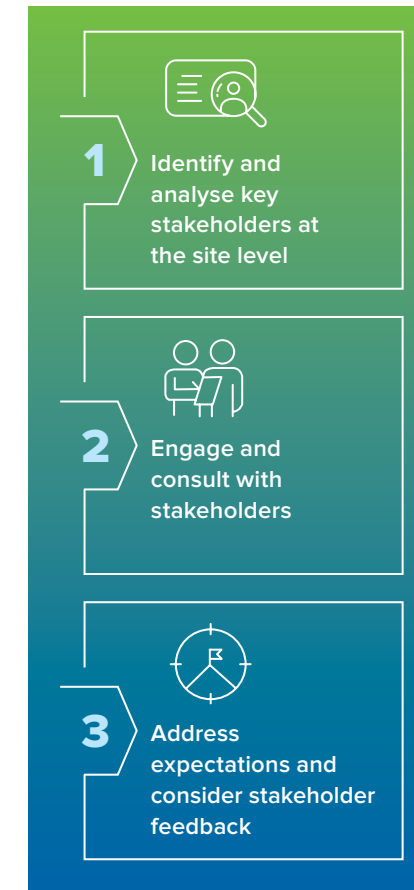 1
Identify and
analyse key
stakeholders at
the site level
2
Engage and
consult with
stakeholders
3
Address
expectations and
consider stakeholder
feedback